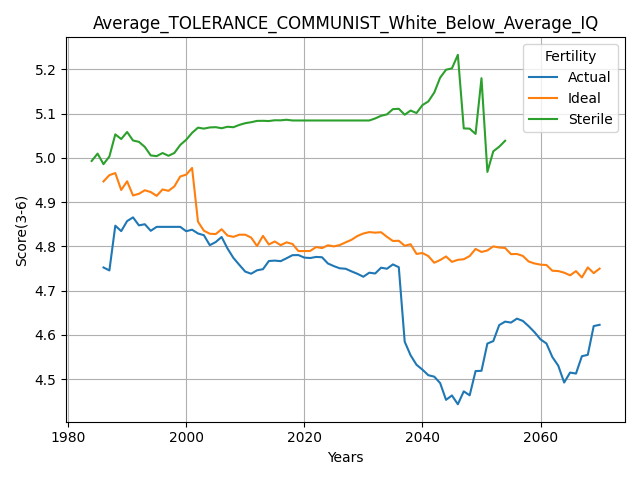 Average_TOLERANCE_COMMUNIST_White_Below_Average_IQ
Fertility
Actual
Ideal
Sterile
Score(3-6)
5.2
5.1
5.0
4.9
4.8
4.7
4.6
4.5
1980 2000 2020 2040 2060
Years